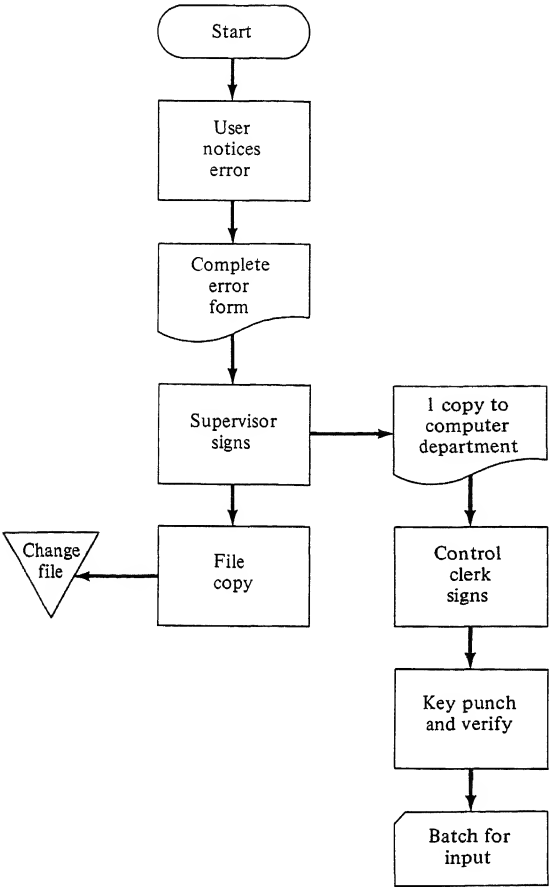 Start
User
notices
error
Complete
error
form
Supervisor
signs
1 copy to
computer
department
Change
file
File
copy
Control
clerk
signs
Key punch
and verify
Batch for
input